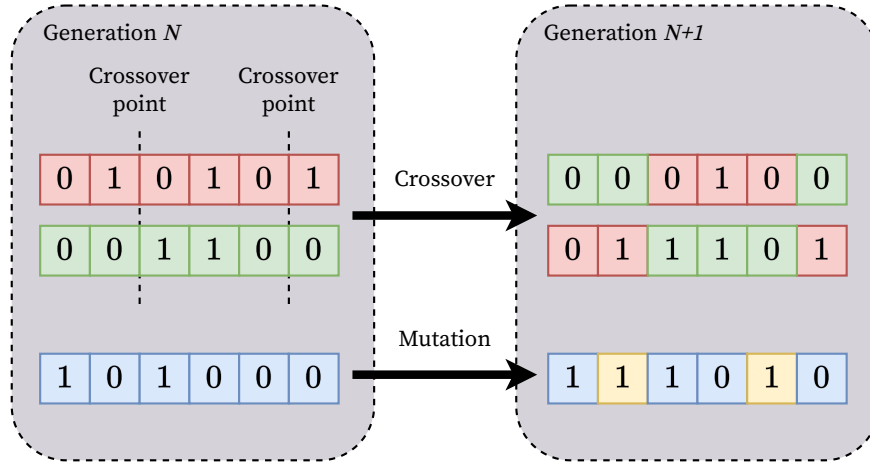 Generation N
Generation N+1
Crossover
point
Crossover
point
0 1 0 1 0 1
0 0 1 1 0 0
1 0 1 0 0 0
Crossover
Mutation
0 0 0 1 0 0
0 1 1 1 0 1
1 1 1 0 1 0